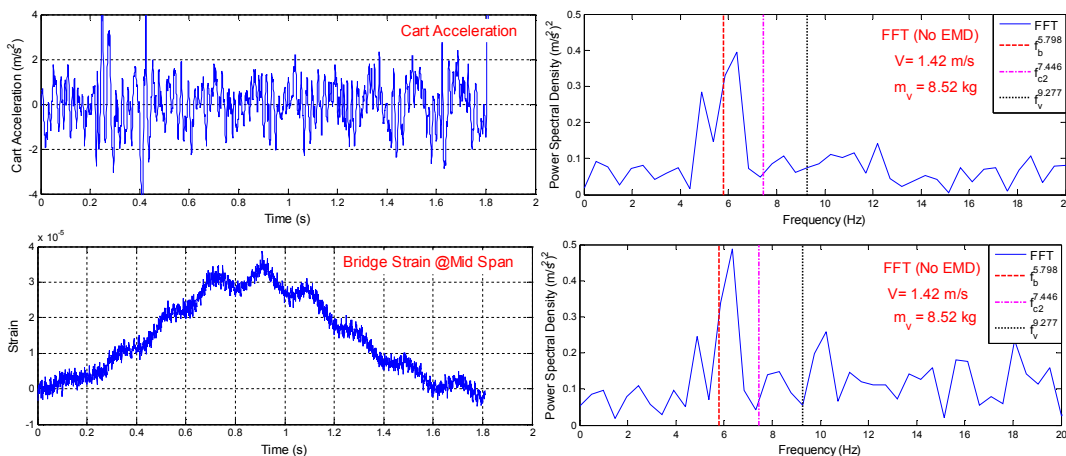 Cart Acceleration
Cart Acceleration (m/s²)
4
2
0
-2
-4
0 0.2 0.4 0.6 0.8 1 1.2 1.4 1.6 1.8 2
Time (s)
FFT (No EMD)
V= 1.42 m/s
m_v = 8.52 kg
FFT
f_b^5.798
f_c2^7.446
f_v^9.277
Power Spectral Density (m/s²)²
0.5
0.4
0.3
0.2
0.1
0
0 2 4 6 8 10 12 14 16 18 20
Frequency (Hz)
x 10^-5
Bridge Strain @Mid Span
Strain
4
3
2
1
0
-1
0 0.2 0.4 0.6 0.8 1 1.2 1.4 1.6 1.8 2
Time (s)
FFT (No EMD)
V= 1.42 m/s
m_v = 8.52 kg
FFT
f_b^5.798
f_c2^7.446
f_v^9.277
Power Spectral Density (m/s²)²
0.5
0.4
0.3
0.2
0.1
0
0 2 4 6 8 10 12 14 16 18 20
Frequency (Hz)